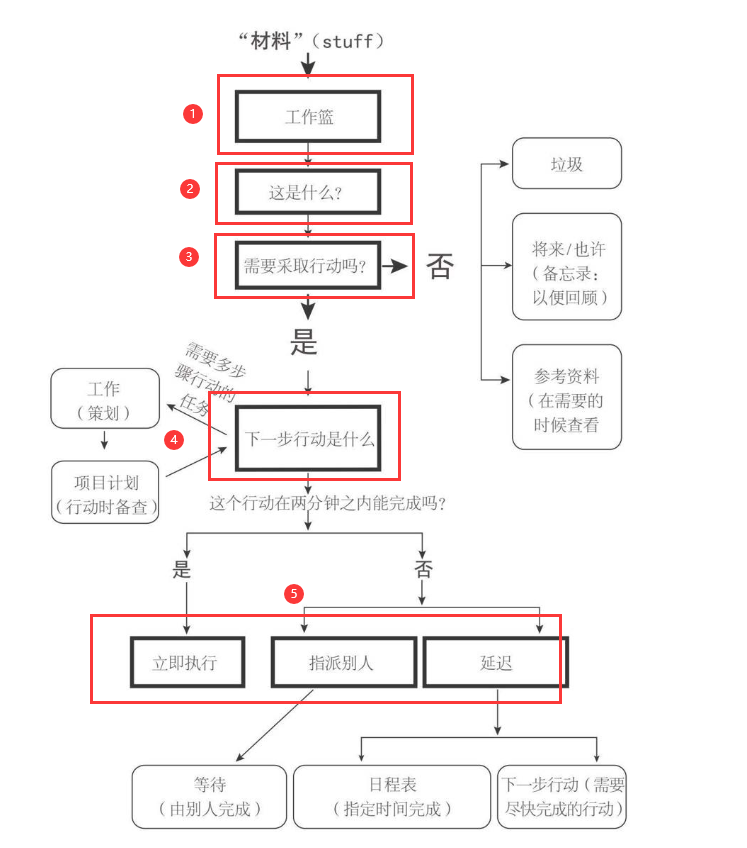 “材料”（stuff）
1
工作篮
2
这是什么？
3
需要采取行动吗？
否
垃圾
将来/也许
（备忘录：
以便回顾）
参考资料
（在需要的
时候查看
是
需要多步
骤行动的
任务
工作
（策划）
4
下一步行动是什么
项目计划
（行动时备查）
这个行动在两分钟之内能完成吗？
是
否
5
立即执行
指派别人
延迟
等待
（由别人完成）
日程表
（指定时间完成）
下一步行动（需要
尽快完成的行动）